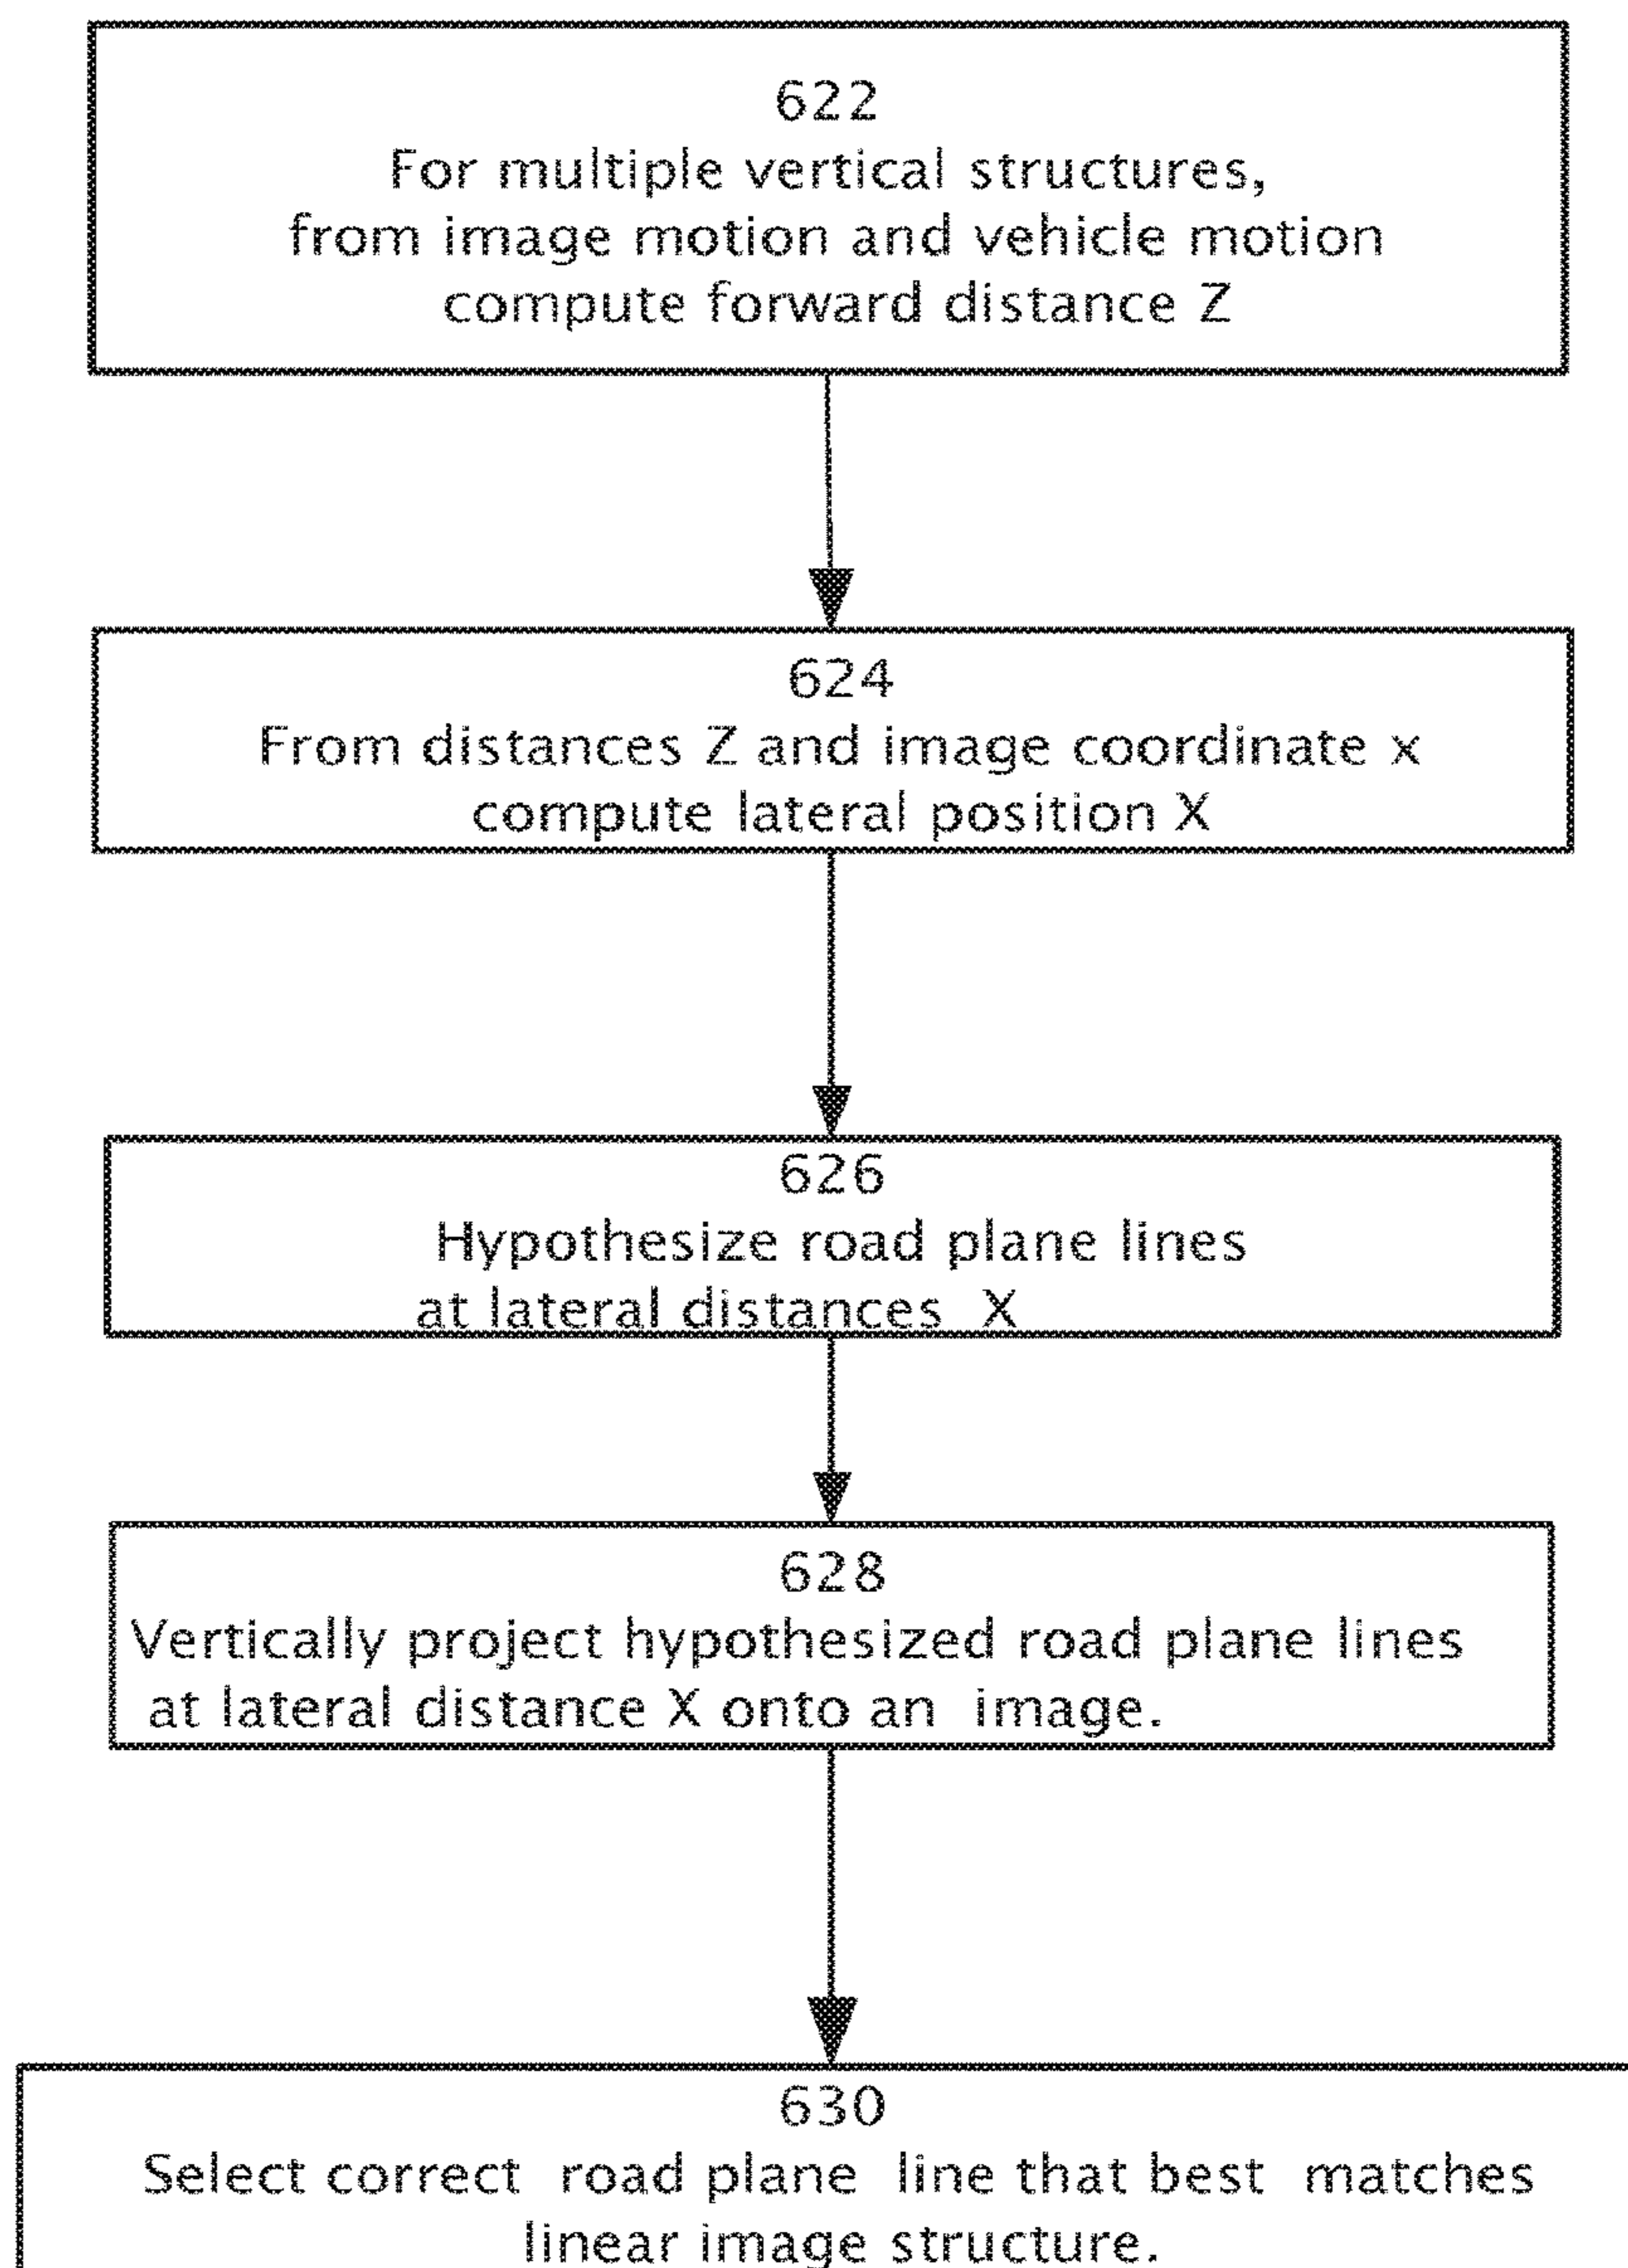 622
For multiple vertical structures,
from image motion and vehicle motion
compute forward distance Z
624
From distances Z and image coordinate x
compute lateral position X
626
Hypothesize road plane lines
at lateral distances X
628
Vertically project hypothesized road plane lines
at lateral distance X onto an image.
630
Select correct road plane line that best matches
linear image structure.